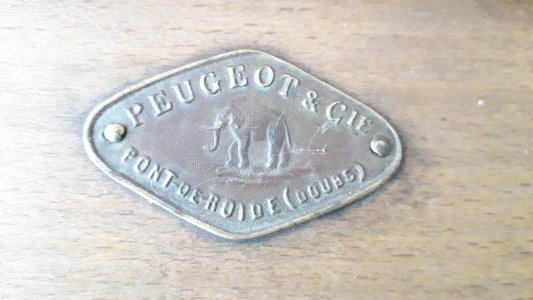 PEUGEOT & CIE
PONT-DE-ROIDE (DOUBS)